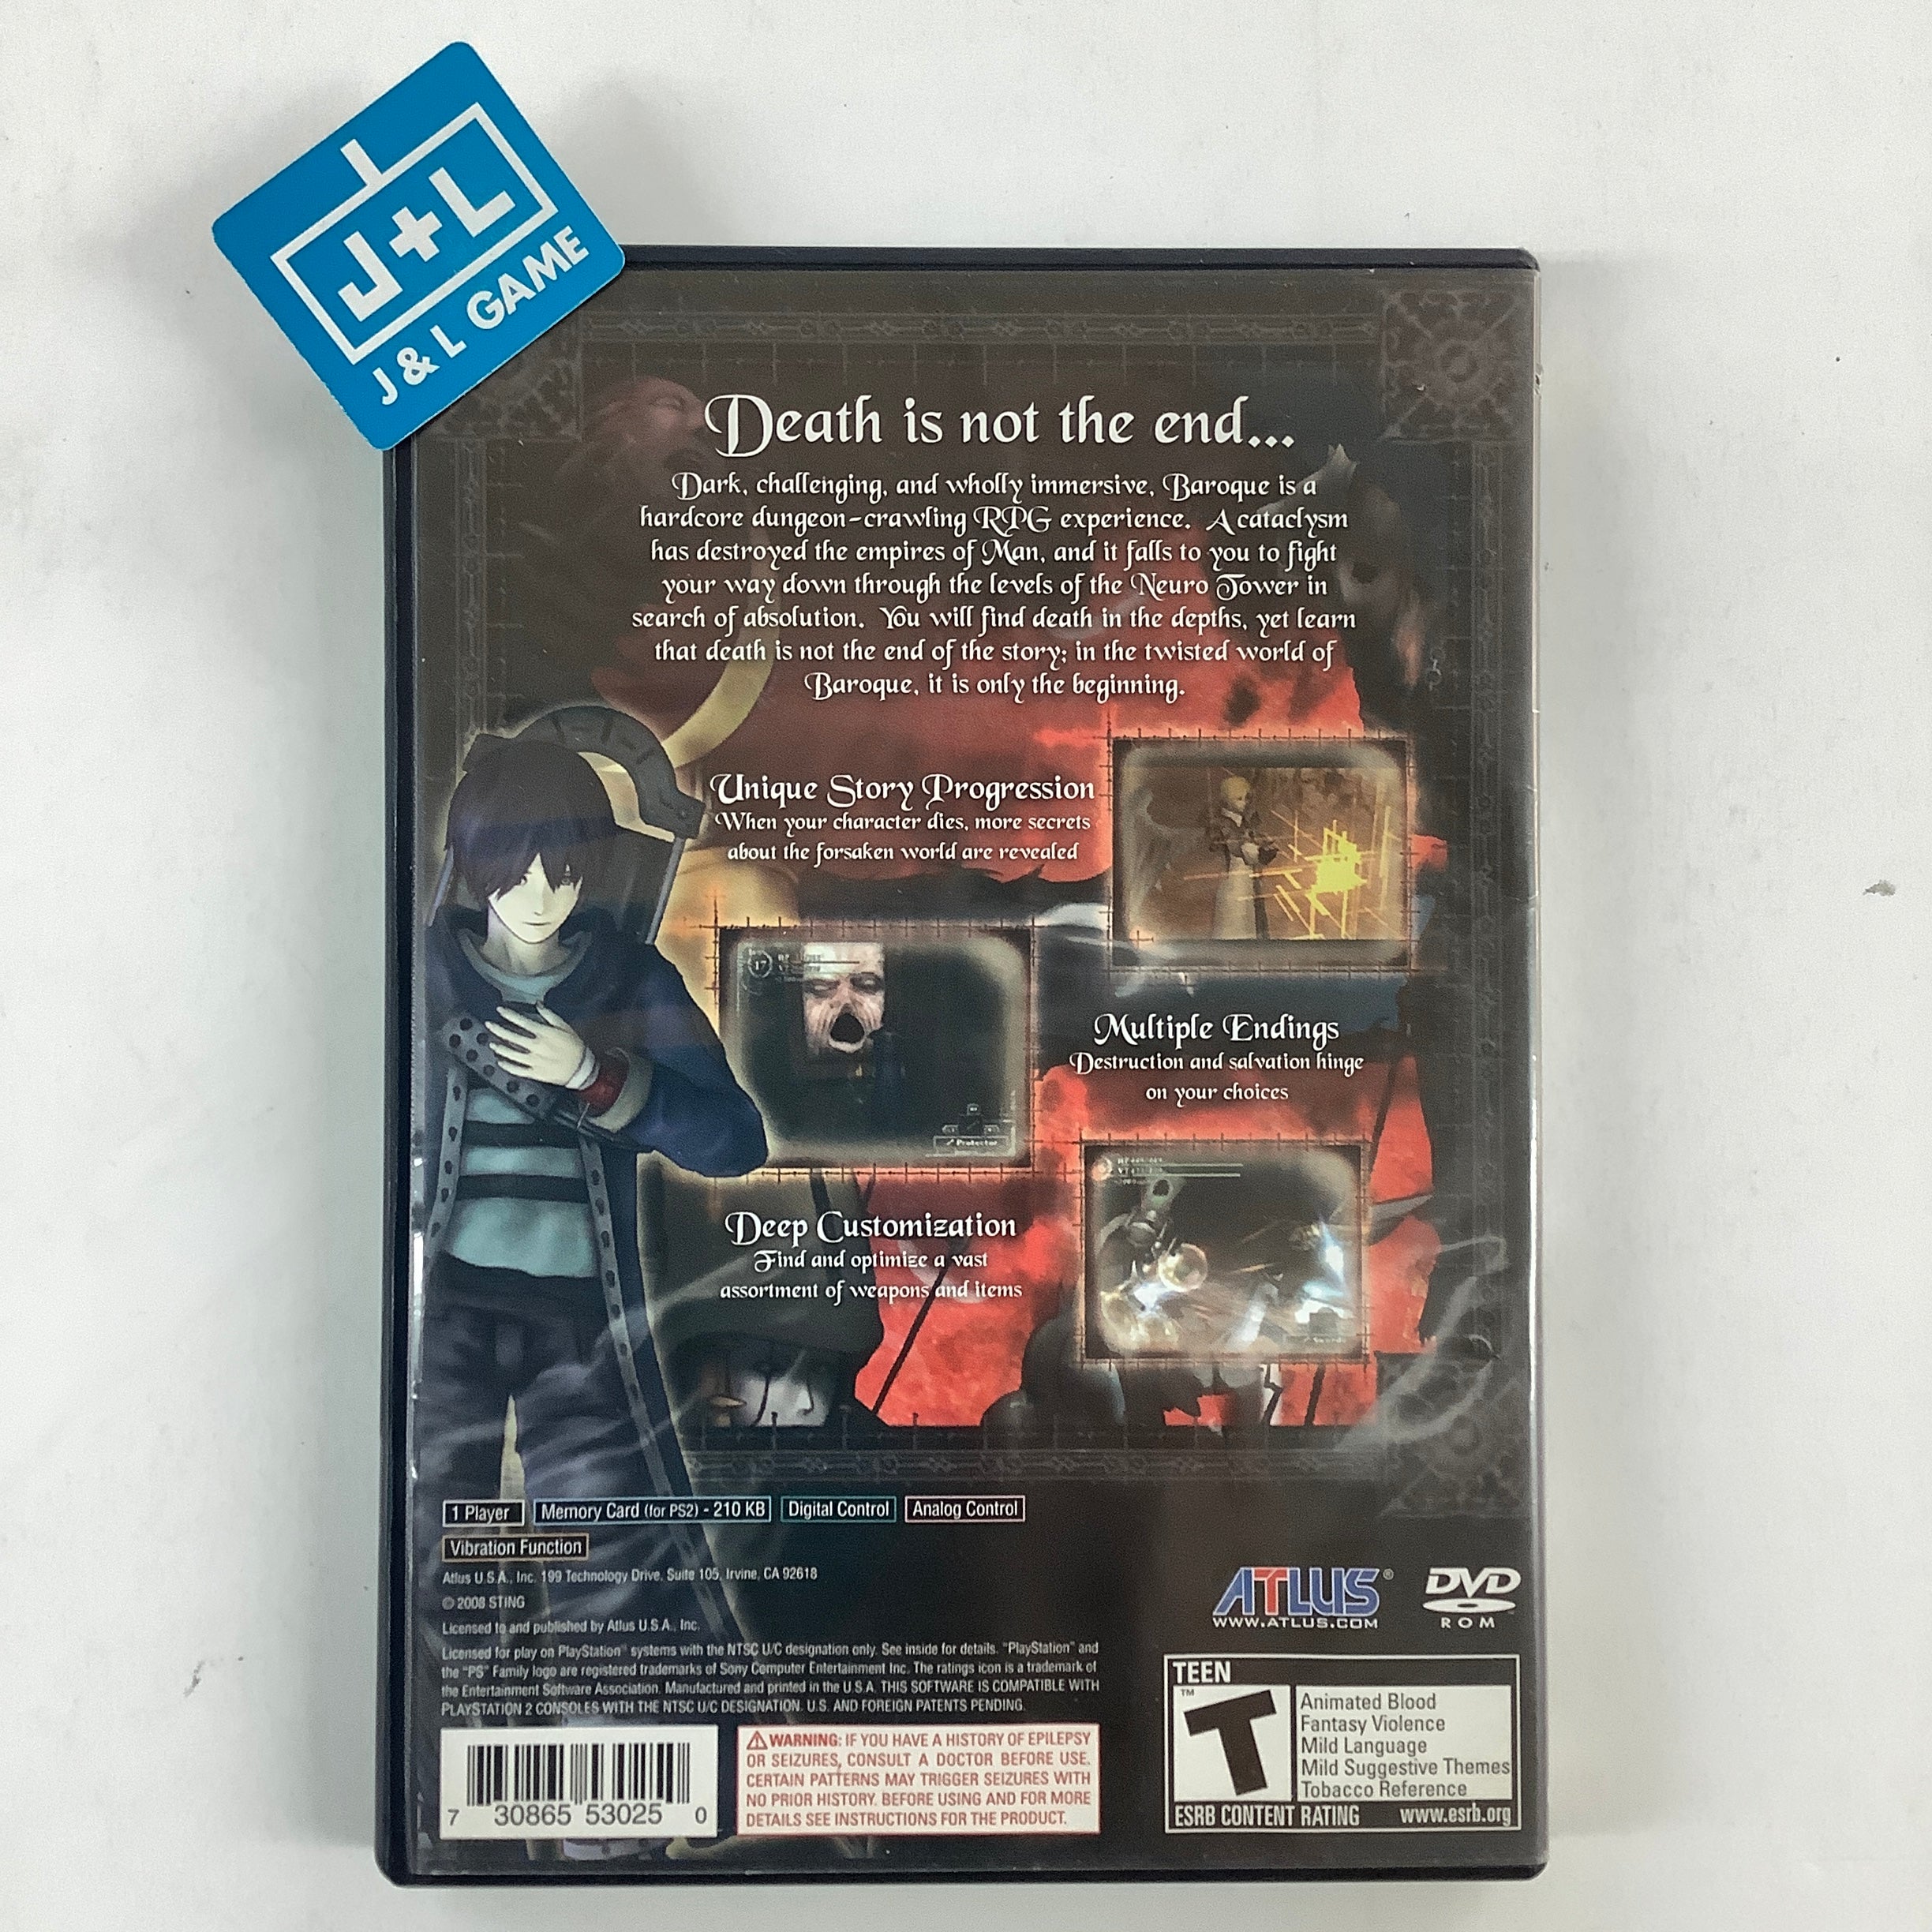 J+L
J & L GAME
Death is not the end...
Dark, challenging, and wholly immersive, Baroque is a
hardcore dungeon-crawling RPG experience. A cataclysm
has destroyed the empires of Man, and it falls to you to fight
your way down through the levels of the Neuro Tower in
search of absolution. You will find death in the depths, yet learn
that death is not the end of the story; in the twisted world of
Baroque, it is only the beginning.
Unique Story Progression
When your character dies, more secrets
about the forsaken world are revealed
17
Protector
Multiple Endings
Destruction and salvation hinge
on your choices
Deep Customization
Find and optimize a vast
assortment of weapons and items
1 Player Memory Card (for PS2) - 210 KB Digital Control Analog Control
Vibration Function
Atlus U.S.A., Inc. 199 Technology Drive, Suite 105, Irvine, CA 92618
© 2008 STING
Licensed to and published by Atlus U.S.A., Inc.
Licensed for play on PlayStation® systems with the NTSC U/C designation only. See inside for details. "PlayStation" and
the "PS" Family logo are registered trademarks of Sony Computer Entertainment Inc. The ratings icon is a trademark of
the Entertainment Software Association. Manufactured and printed in the U.S.A. THIS SOFTWARE IS COMPATIBLE WITH
PLAYSTATION 2 CONSOLES WITH THE NTSC U/C DESIGNATION. U.S. AND FOREIGN PATENTS PENDING.
ATLUS®
WWW.ATLUS.COM
DVD
ROM
7 30865 53025 0
WARNING: IF YOU HAVE A HISTORY OF EPILEPSY
OR SEIZURES, CONSULT A DOCTOR BEFORE USE.
CERTAIN PATTERNS MAY TRIGGER SEIZURES WITH
NO PRIOR HISTORY. BEFORE USING AND FOR MORE
DETAILS SEE INSTRUCTIONS FOR THE PRODUCT.
TEEN
T™
Animated Blood
Fantasy Violence
Mild Language
Mild Suggestive Themes
Tobacco Reference
ESRB CONTENT RATING www.esrb.org